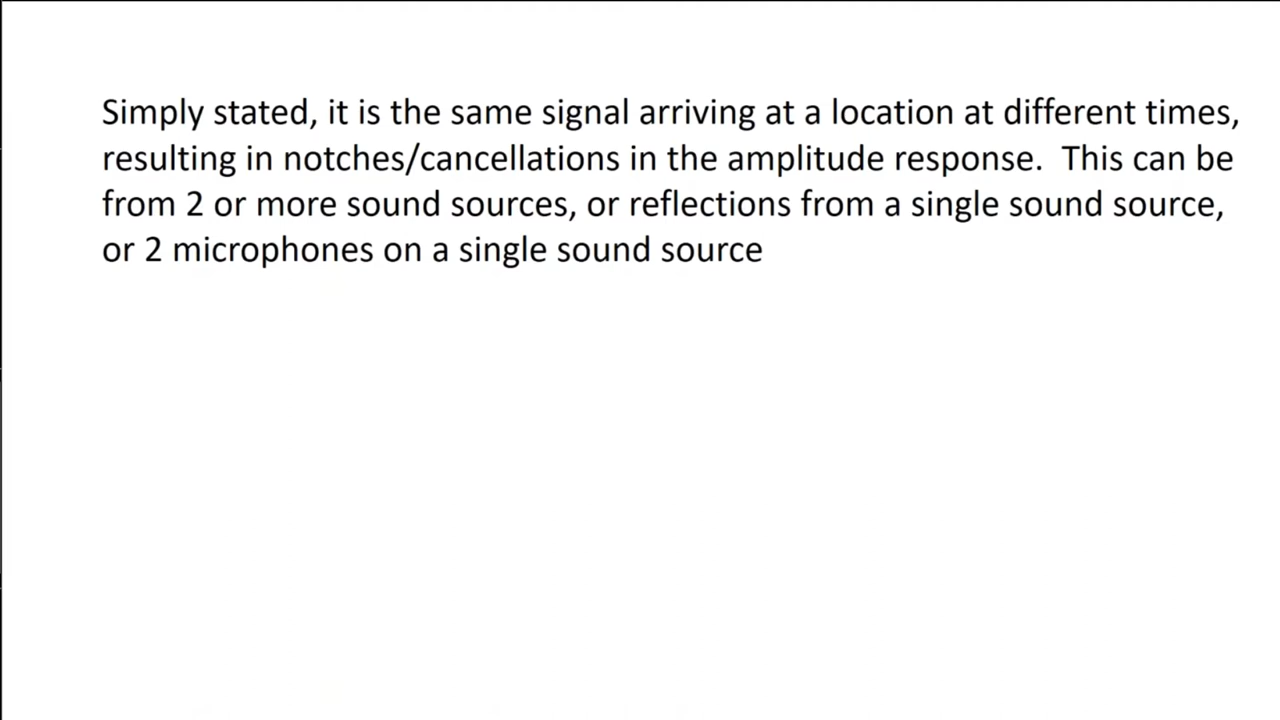 Simply stated, it is the same signal arriving at a location at different times,
resulting in notches/cancellations in the amplitude response.  This can be
from 2 or more sound sources, or reflections from a single sound source,
or 2 microphones on a single sound source